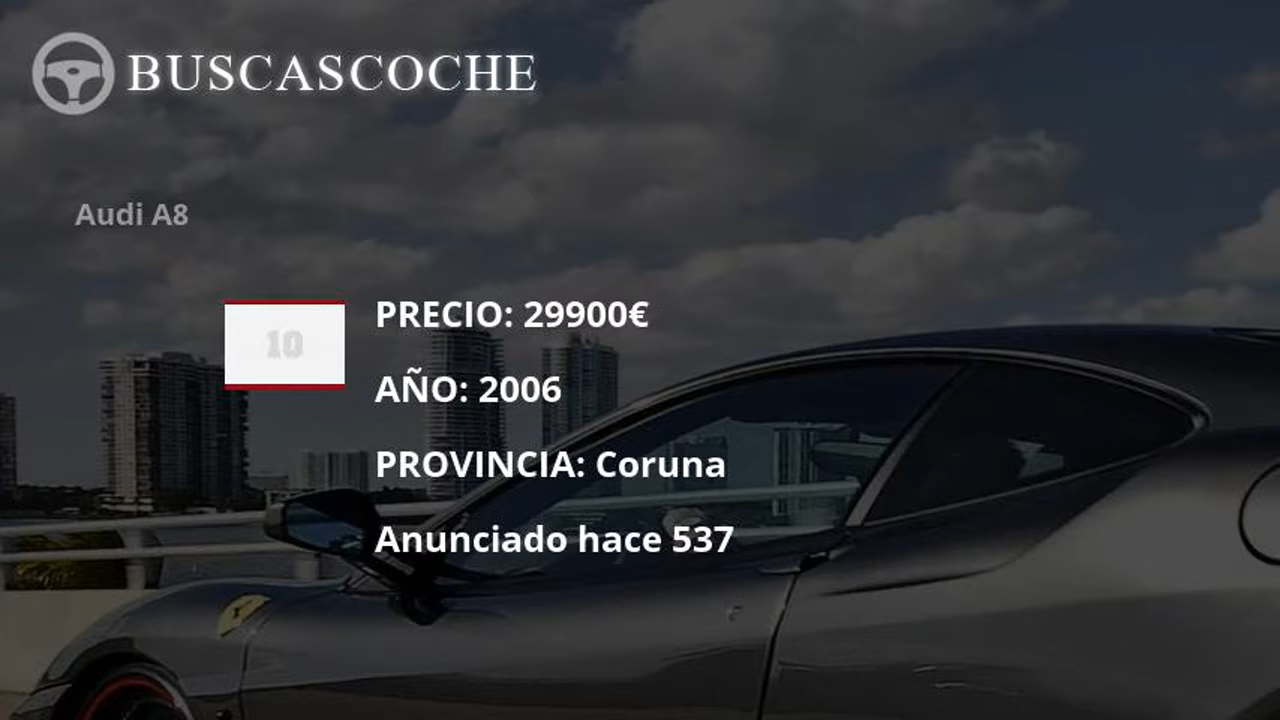 BUSCASCOCHE
Audi A8
10
PRECIO: 29900€
AÑO: 2006
PROVINCIA: Coruna
Anunciado hace 537